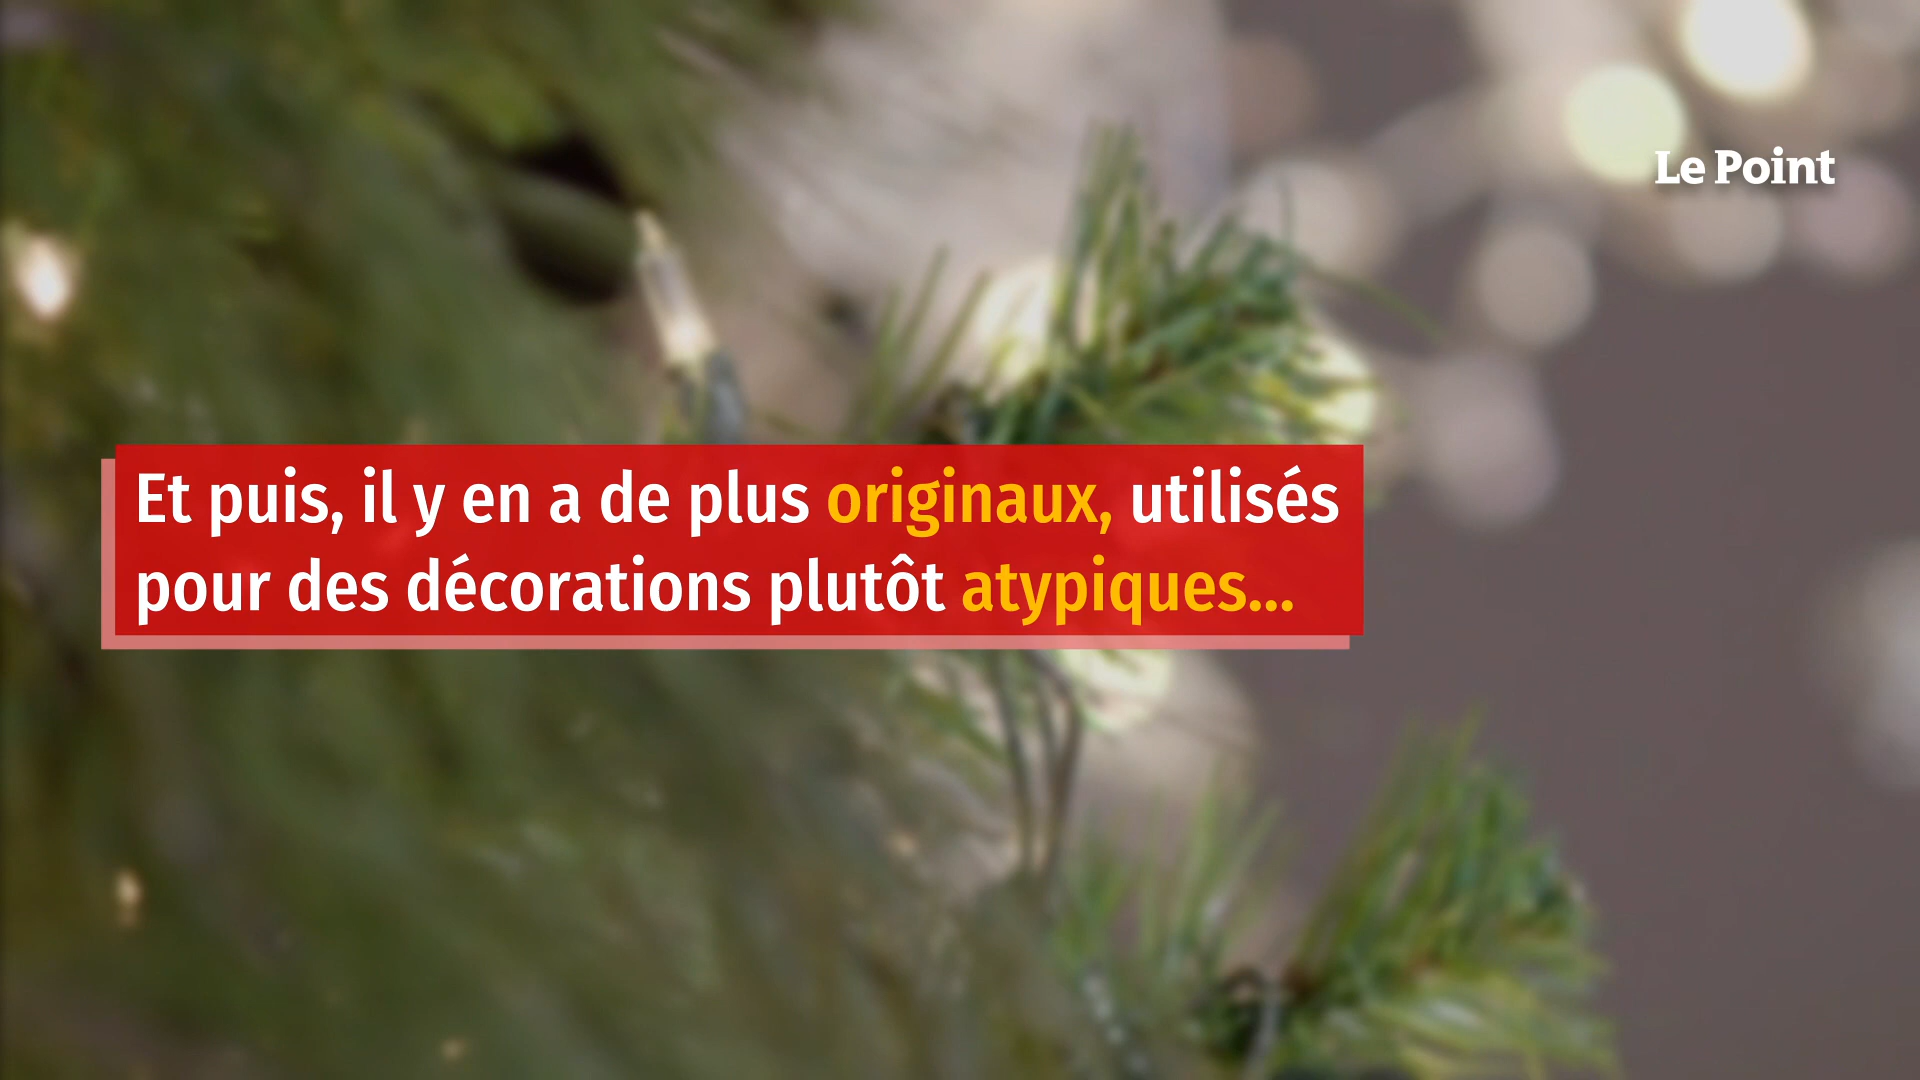 Le Point
Et puis, il y en a de plus originaux, utilisés
pour des décorations plutôt atypiques...